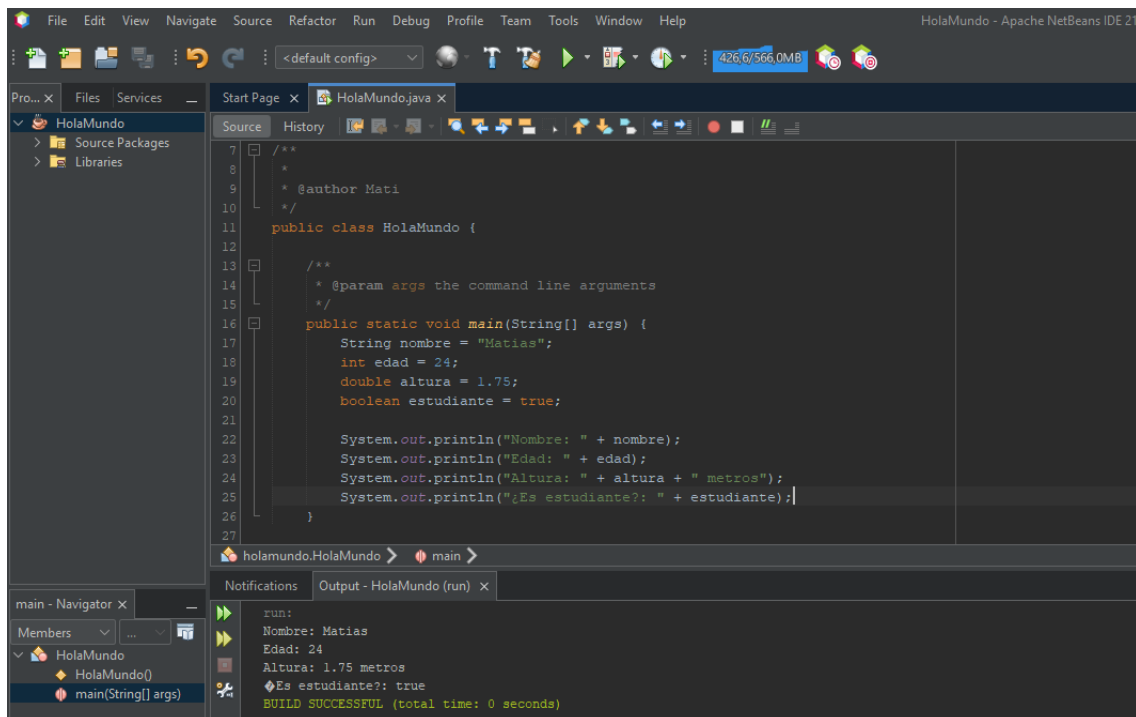 File Edit View Navigate Source Refactor Run Debug Profile Team Tools Window Help HolaMundo - Apache NetBeans IDE 21
<default config> 426,6/566,0MB
Pro... Files Services
Start Page HolaMundo.java
HolaMundo
Source Packages
Libraries
Source History
7 /**
8 *
9 * @author Mati
10 */
11 public class HolaMundo {
12
13 /**
14 * @param args the command line arguments
15 */
16 public static void main(String[] args) {
17 String nombre = "Matias";
18 int edad = 24;
19 double altura = 1.75;
20 boolean estudiante = true;
21
22 System.out.println("Nombre: " + nombre);
23 System.out.println("Edad: " + edad);
24 System.out.println("Altura: " + altura + " metros");
25 System.out.println("¿Es estudiante?: " + estudiante);
26 }
27
holamundo.HolaMundo main
Notifications Output - HolaMundo (run)
run:
Nombre: Matias
Edad: 24
Altura: 1.75 metros
�Es estudiante?: true
BUILD SUCCESSFUL (total time: 0 seconds)
main - Navigator
Members ...
HolaMundo
HolaMundo()
main(String[] args)